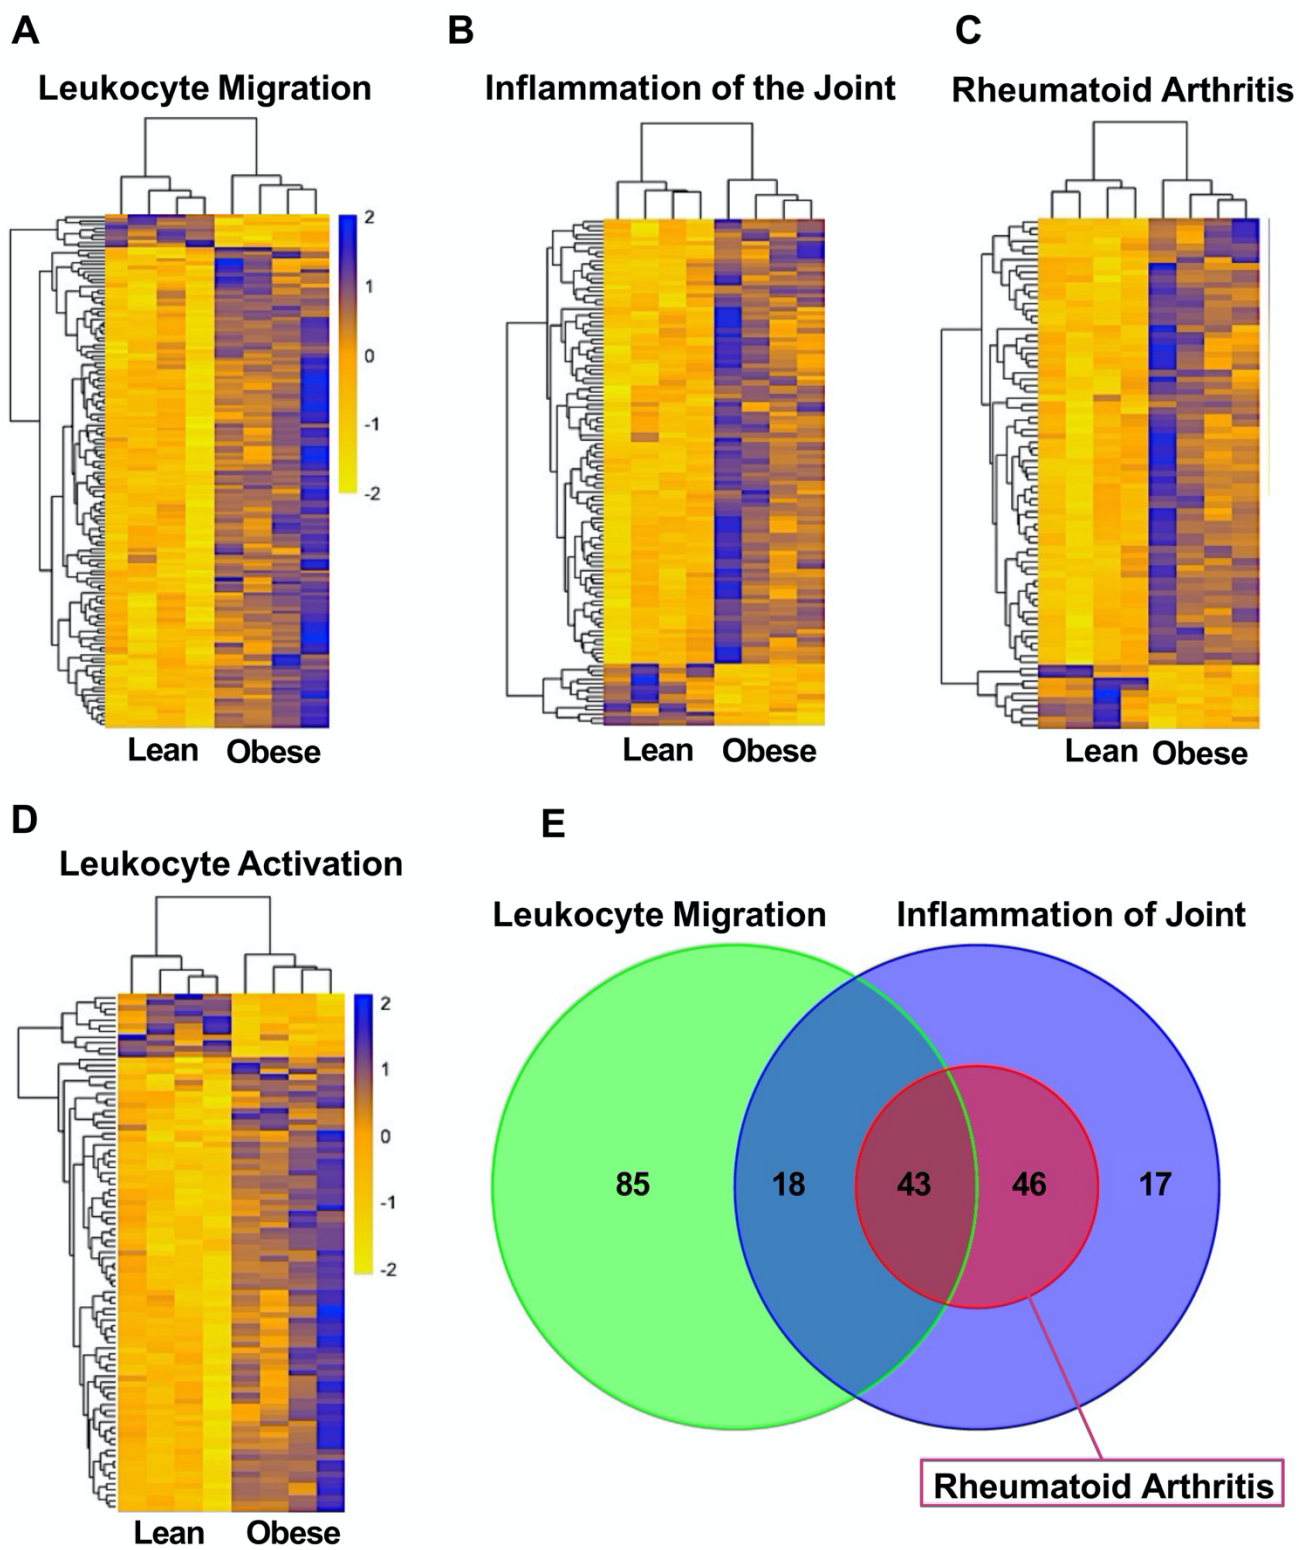 A
Leukocyte Migration
2
1
0
-1
-2
Lean Obese
B
Inflammation of the Joint
Lean Obese
C
Rheumatoid Arthritis
Lean Obese
D
Leukocyte Activation
2
1
0
-1
-2
Lean Obese
E
Leukocyte Migration Inflammation of Joint
85 18 43 46 17
Rheumatoid Arthritis